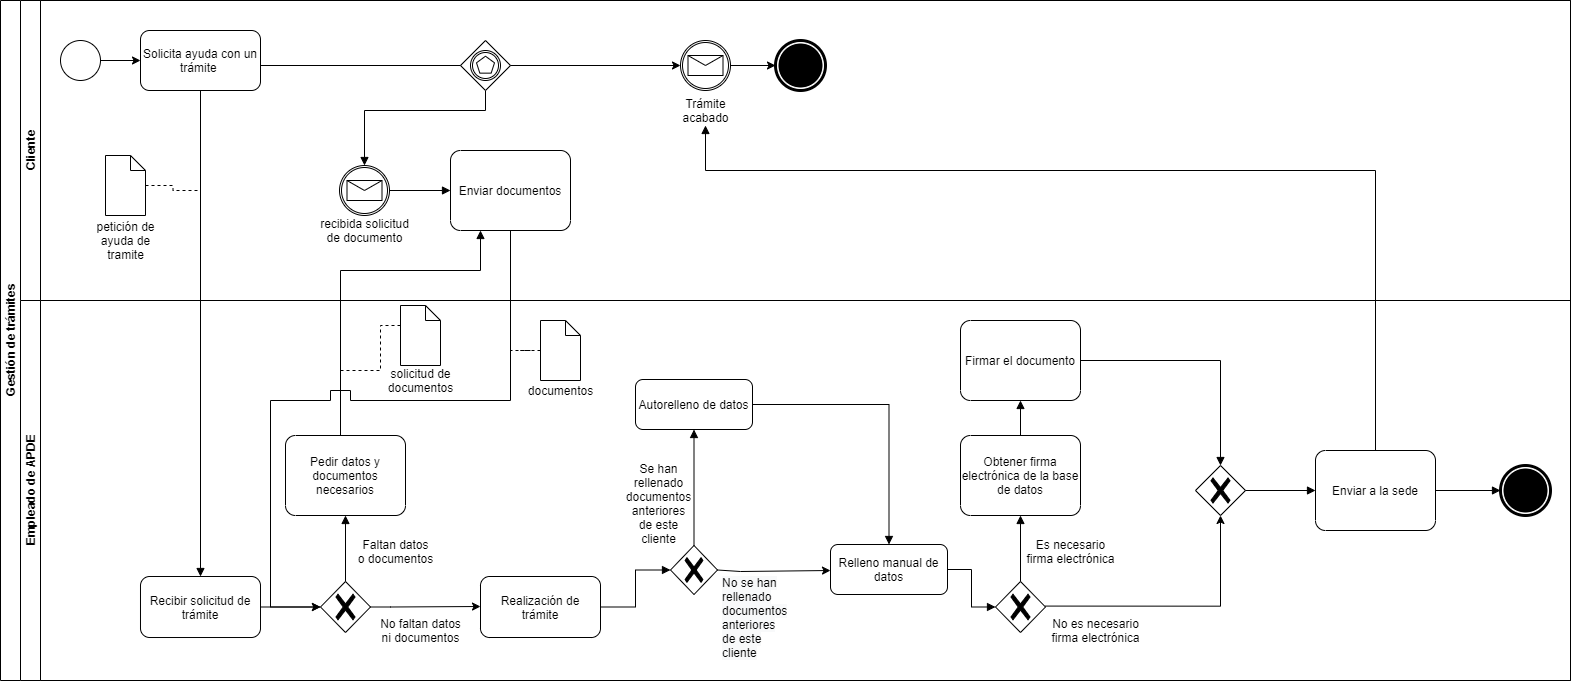 Gestión de trámites
Cliente
Solicita ayuda con un
trámite
Trámite
acabado
petición de
ayuda de
tramite
recibida solicitud
de documento
Enviar documentos
Empleado de APDE
solicitud de
documentos
documentos
Pedir datos y
documentos
necesarios
Faltan datos
o documentos
Recibir solicitud de
trámite
No faltan datos
ni documentos
Realización de
trámite
Autorelleno de datos
Se han
rellenado
documentos
anteriores
de este
cliente
No se han
rellenado
documentos
anteriores
de este
cliente
Relleno manual de
datos
Firmar el documento
Obtener firma
electrónica de la base
de datos
Es necesario
firma electrónica
No es necesario
firma electrónica
Enviar a la sede